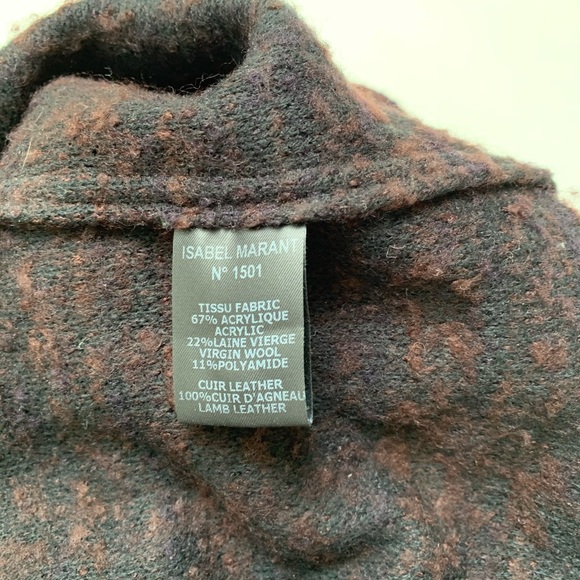 ISABEL MARANT
N° 1501
TISSU FABRIC
67% ACRYLIQUE
ACRYLIC
22%LAINE VIERGE
VIRGIN WOOL
11%POLYAMIDE
CUIR LEATHER
100%CUIR D'AGNEAU
LAMB LEATHER